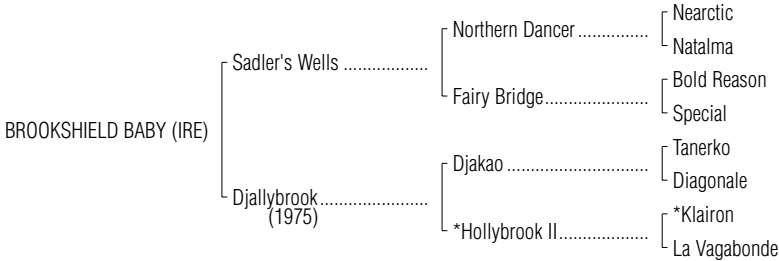 Nearctic
Northern Dancer ..................
Natalma
Sadler's Wells ..................
Bold Reason
Fairy Bridge......................
Special
BROOKSHIELD BABY (IRE)
Tanerko
Djakao .............................
Diagonale
Djallybrook.......................
(1975)
*Klairon
*Hollybrook II...................
La Vagabonde